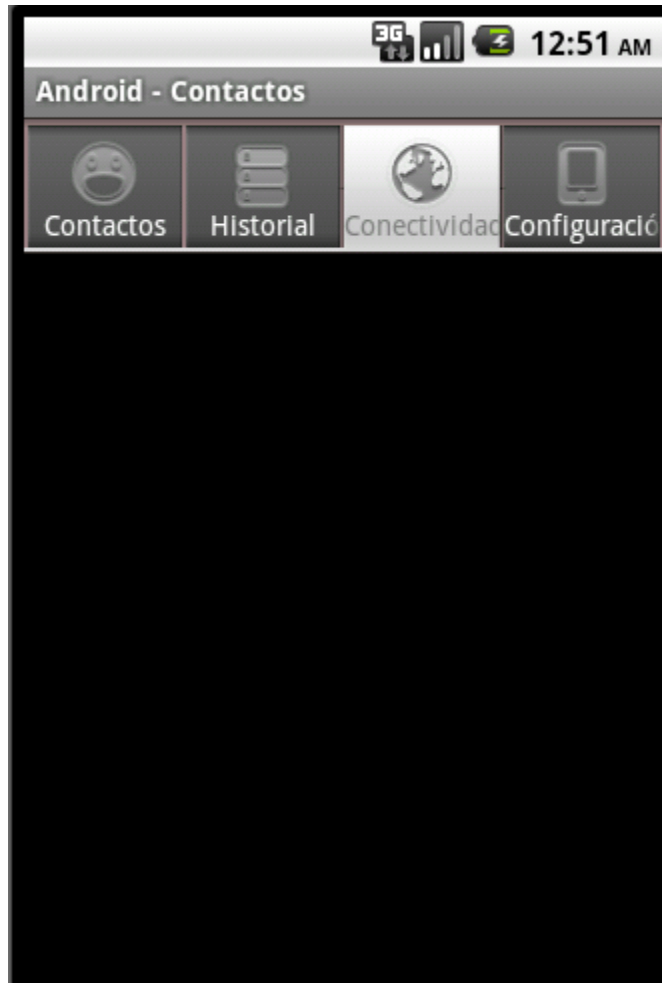 3G 12:51 AM
Android - Contactos
Contactos Historial Conectividad Configuració